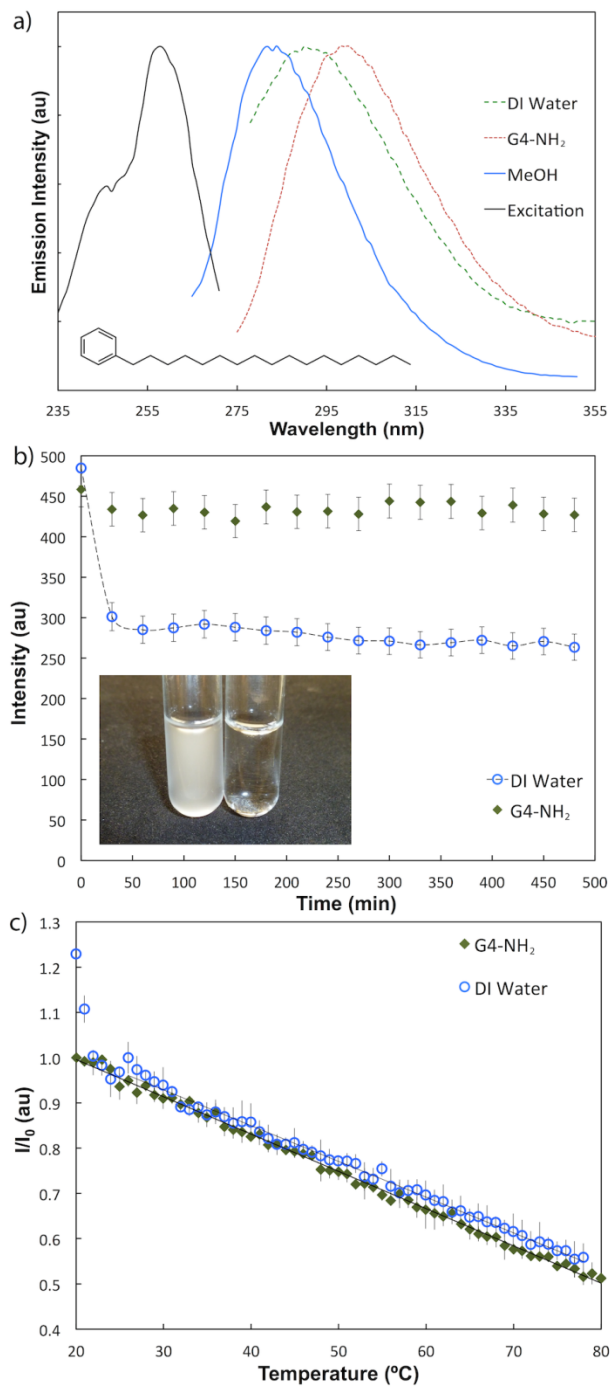 a)
Emission Intensity (au)
DI Water
G4-NH₂
MeOH
Excitation
235 255 275 295 315 335 355
Wavelength (nm)
b)
500
450
400
350
300
250
200
150
100
50
0
Intensity (au)
DI Water
G4-NH₂
0 50 100 150 200 250 300 350 400 450 500
Time (min)
c)
1.3
1.2
1.1
1.0
0.9
0.8
0.7
0.6
0.5
0.4
I/I₀ (au)
G4-NH₂
DI Water
20 30 40 50 60 70 80
Temperature (ºC)